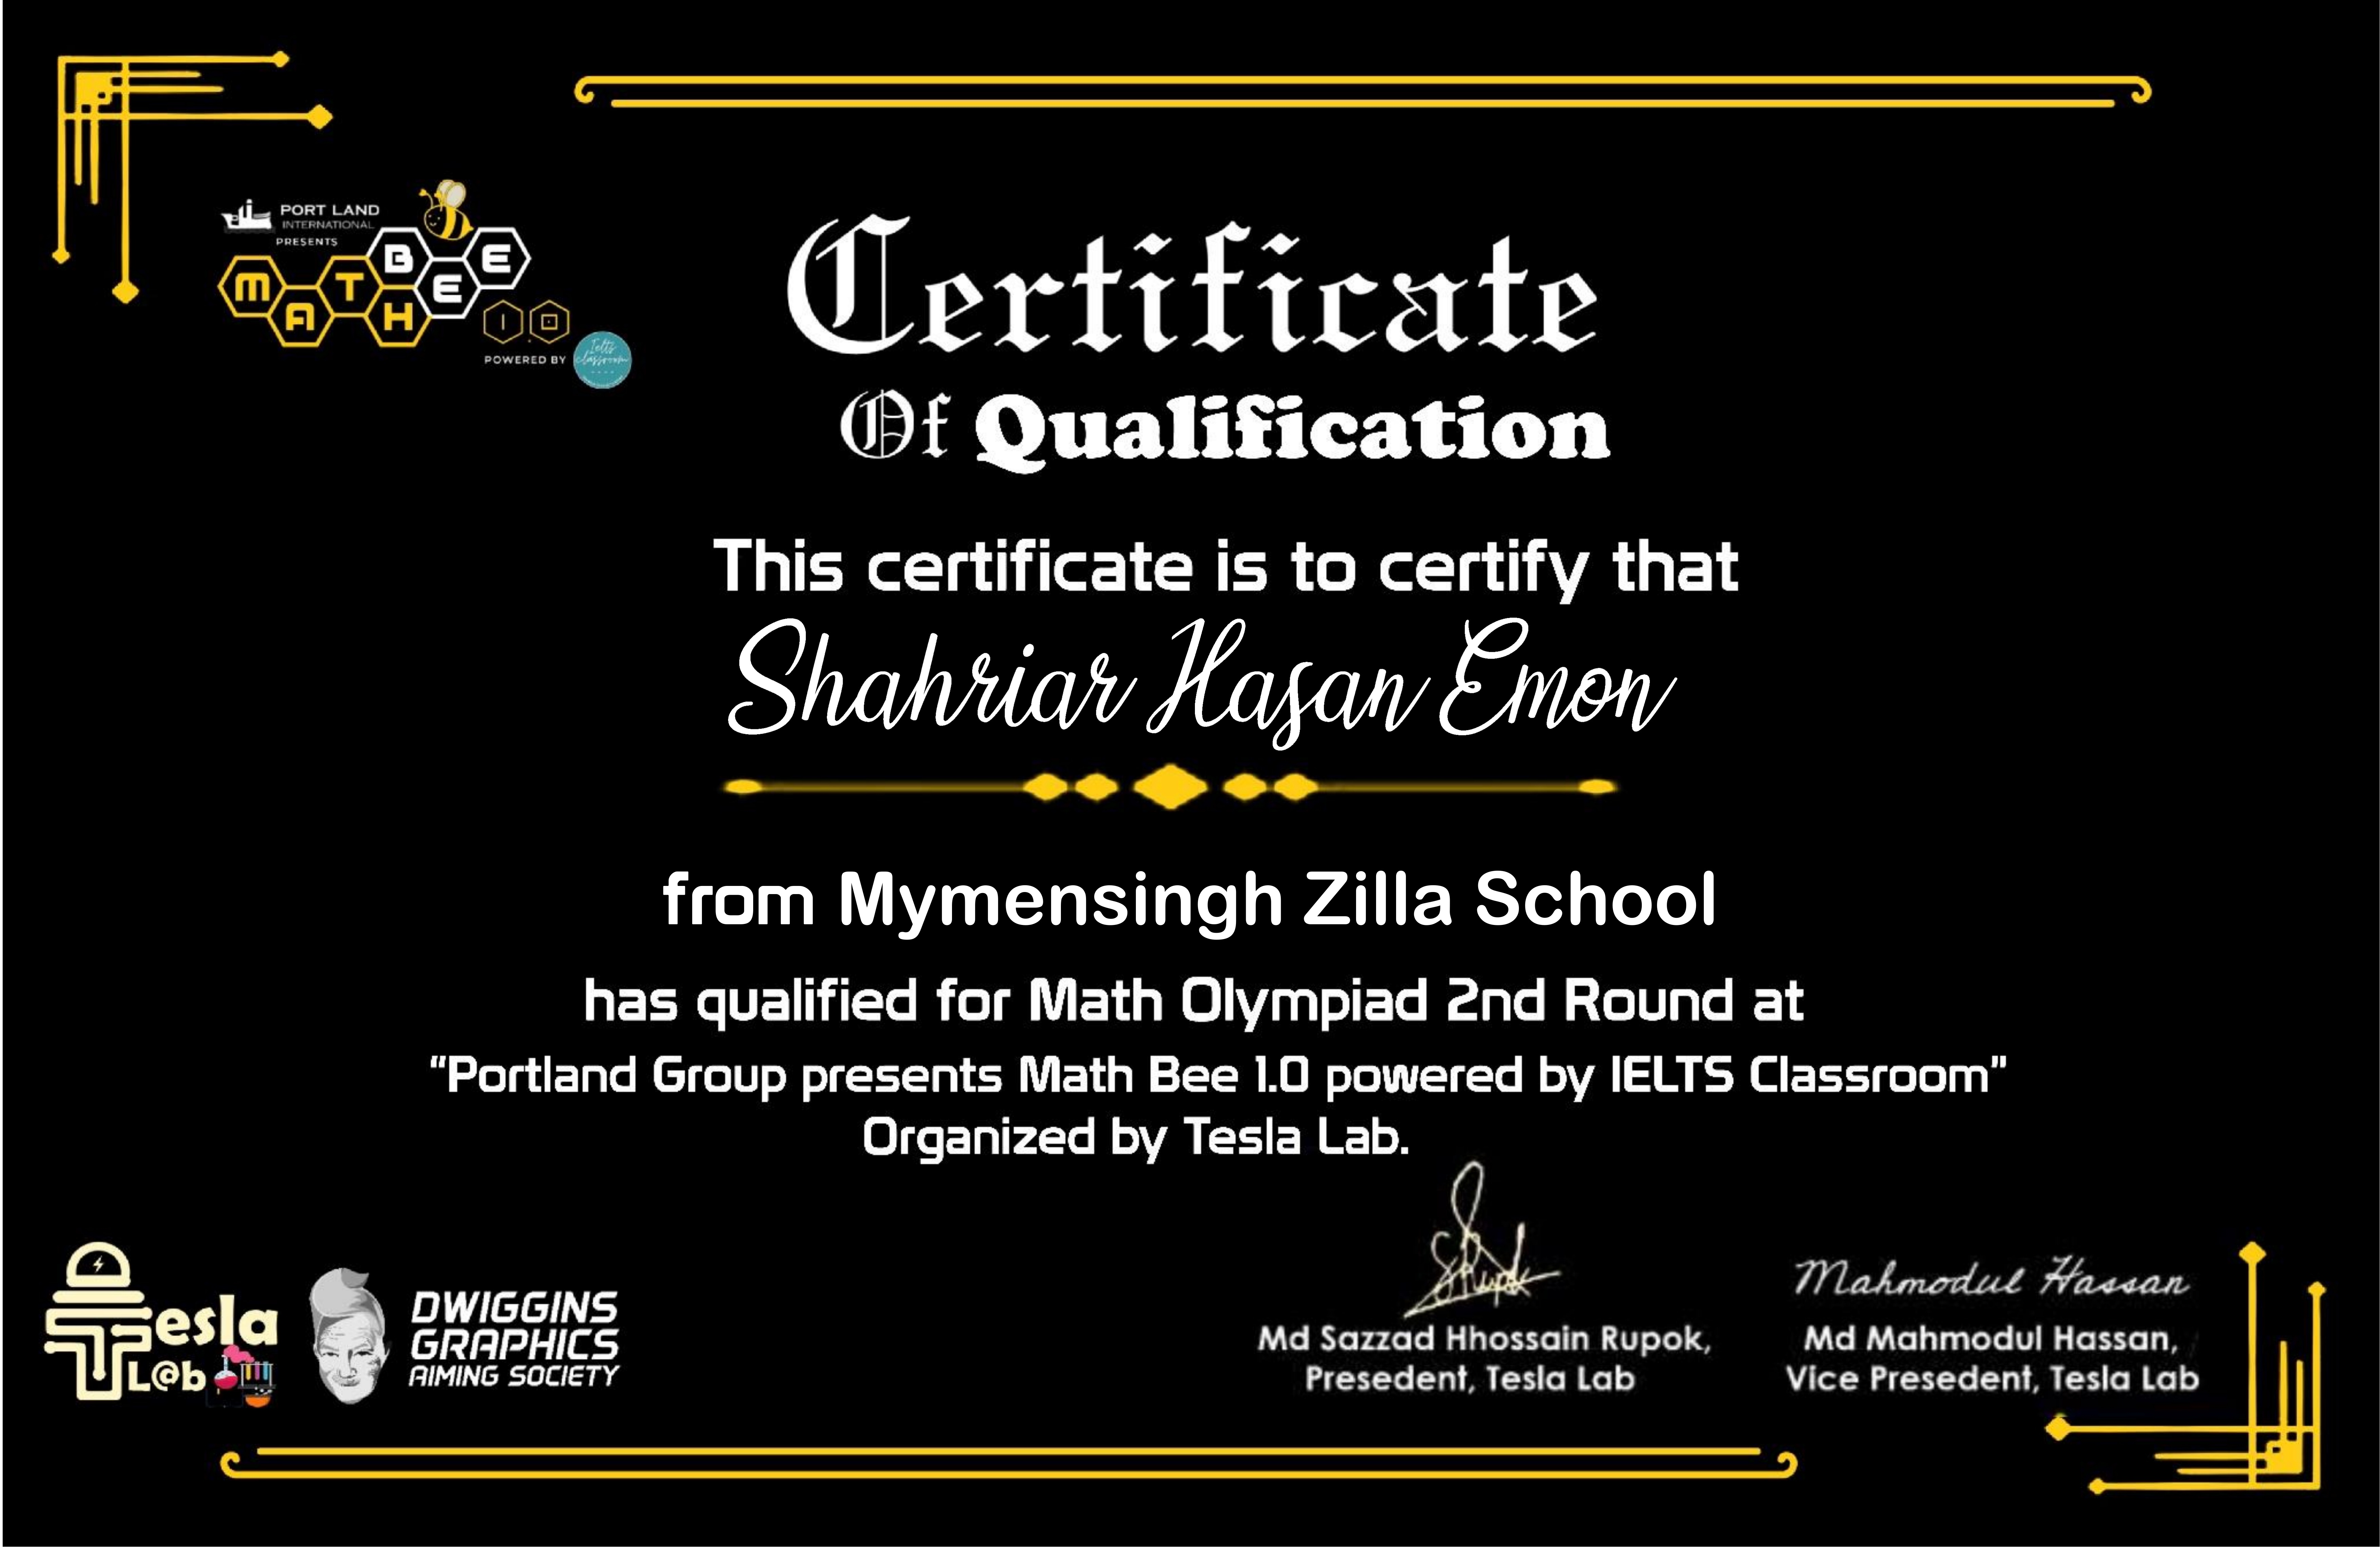 PORT LAND
INTERNATIONAL
PRESENTS
MATH BEE
1.0
POWERED BY
Ielts
classroom
Certificate
Of Qualification
This certificate is to certify that
Shahriar Hasan Emon
from Mymensingh Zilla School
has qualified for Math Olympiad 2nd Round at
“Portland Group presents Math Bee 1.0 powered by IELTS Classroom”
Organized by Tesla Lab.
Tesla
L@b
DWIGGINS
GRAPHICS
AIMING SOCIETY
Md Sazzad Hhossain Rupok,
Presedent, Tesla Lab
Mahmodul Hassan
Md Mahmodul Hassan,
Vice Presedent, Tesla Lab